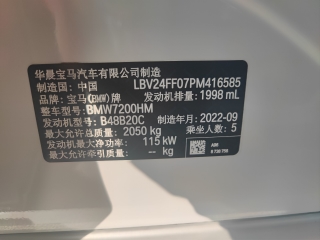 华晨宝马汽车有限公司制造
制造国：中国 LBV24FF07PM416585
品牌：宝马(BMW)牌 发动机排量：1998 mL
整车型号：BMW7200HM
发动机型号：B48B20C 制造年月：2022-09
最大允许总质量：2050 kg 乘坐人数：5
发动机最大净功率：115 kW
最大允许牵引质量：-- kg